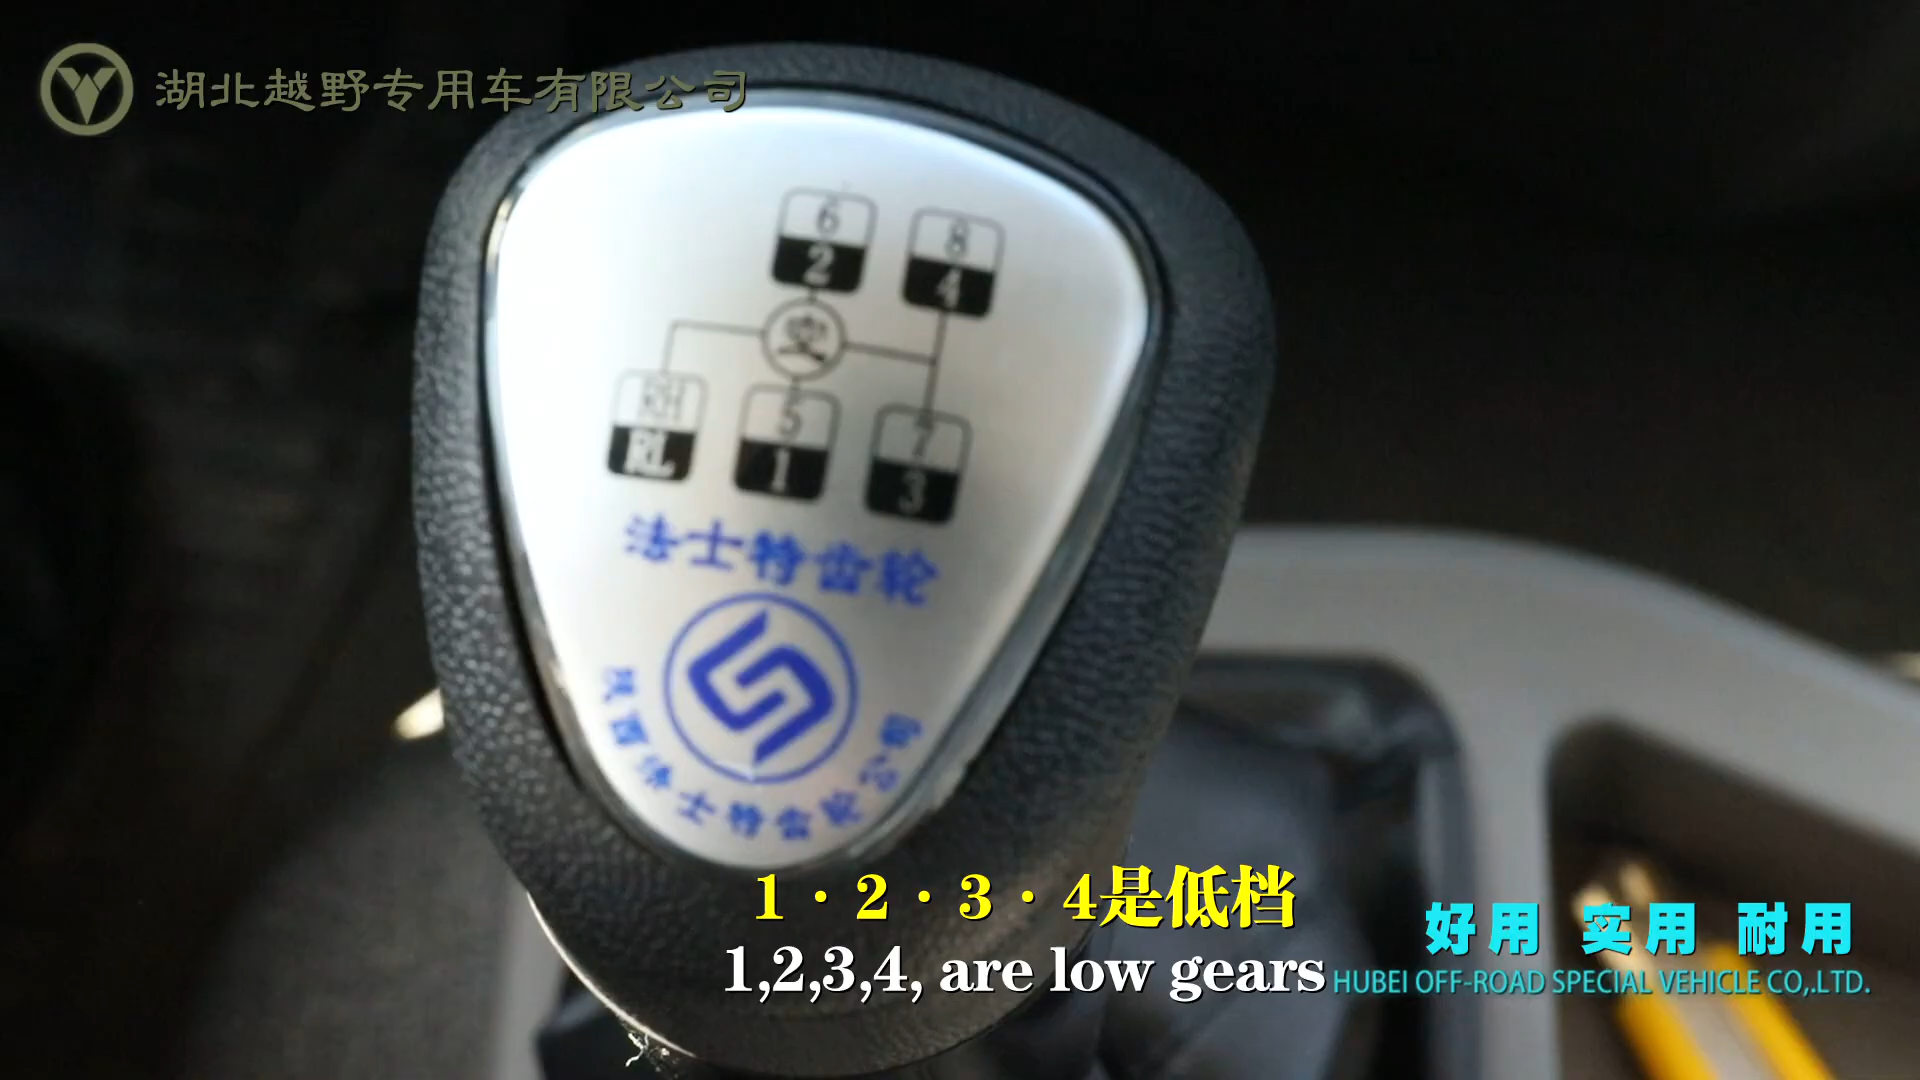 湖北越野专用车有限公司
6 8
2 4
变
RH 5 7
RL 1 3
法士特齿轮
陕西法士特齿轮公司
1·2·3·4是低档
1,2,3,4, are low gears
好用 实用 耐用
HUBEI OFF-ROAD SPECIAL VEHICLE CO,.LTD.